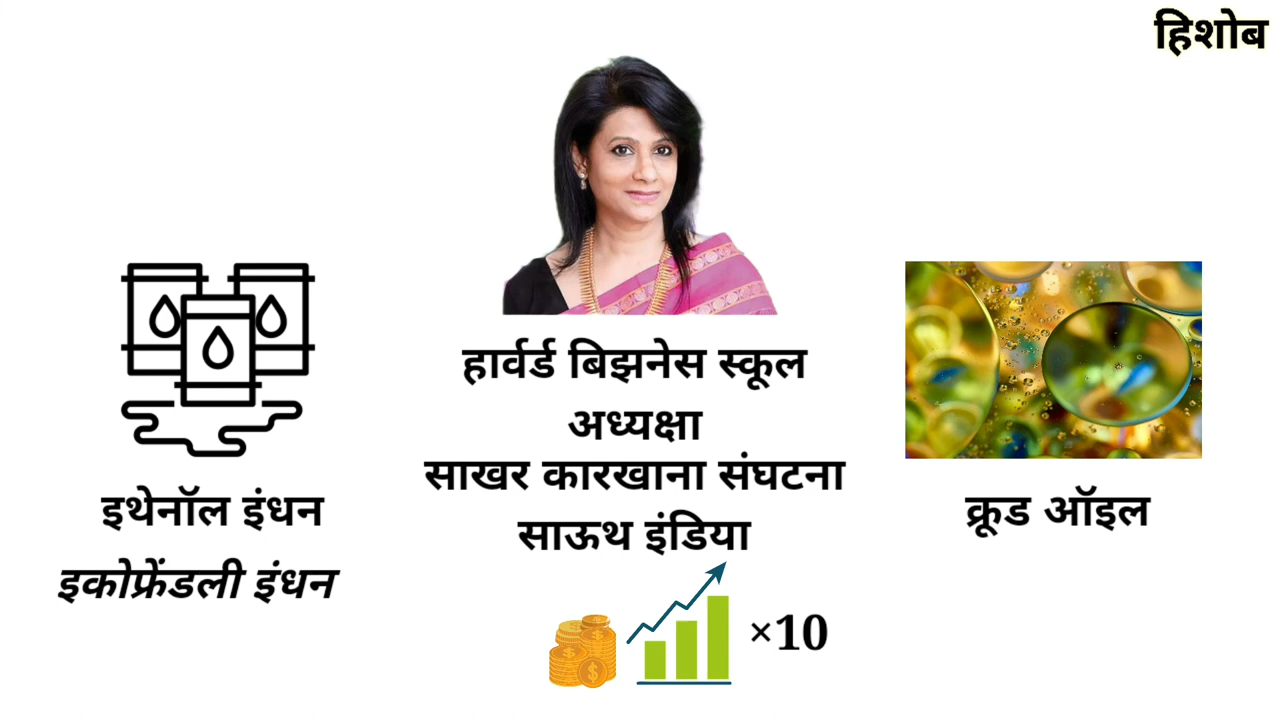 हिशोब
हार्वर्ड बिझनेस स्कूल
अध्यक्षा
साखर कारखाना संघटना
साऊथ इंडिया
इथेनॉल इंधन
इकोफ्रेंडली इंधन
क्रूड ऑइल
×10